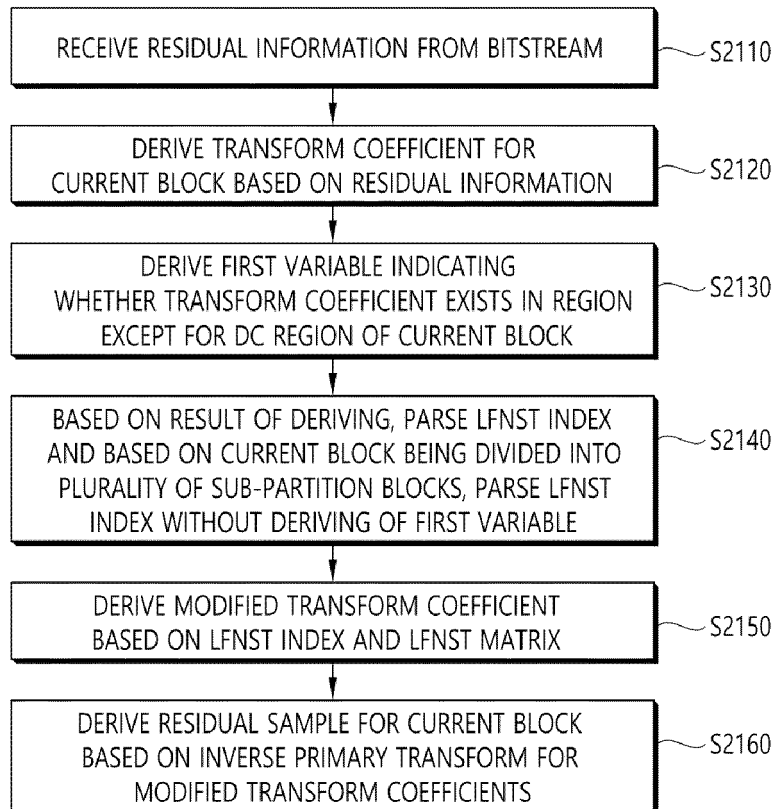 RECEIVE RESIDUAL INFORMATION FROM BITSTREAM
S2110
DERIVE TRANSFORM COEFFICIENT FOR
CURRENT BLOCK BASED ON RESIDUAL INFORMATION
S2120
DERIVE FIRST VARIABLE INDICATING
WHETHER TRANSFORM COEFFICIENT EXISTS IN REGION
EXCEPT FOR DC REGION OF CURRENT BLOCK
S2130
BASED ON RESULT OF DERIVING, PARSE LFNST INDEX
AND BASED ON CURRENT BLOCK BEING DIVIDED INTO
PLURALITY OF SUB-PARTITION BLOCKS, PARSE LFNST
INDEX WITHOUT DERIVING OF FIRST VARIABLE
S2140
DERIVE MODIFIED TRANSFORM COEFFICIENT
BASED ON LFNST INDEX AND LFNST MATRIX
S2150
DERIVE RESIDUAL SAMPLE FOR CURRENT BLOCK
BASED ON INVERSE PRIMARY TRANSFORM FOR
MODIFIED TRANSFORM COEFFICIENTS
S2160